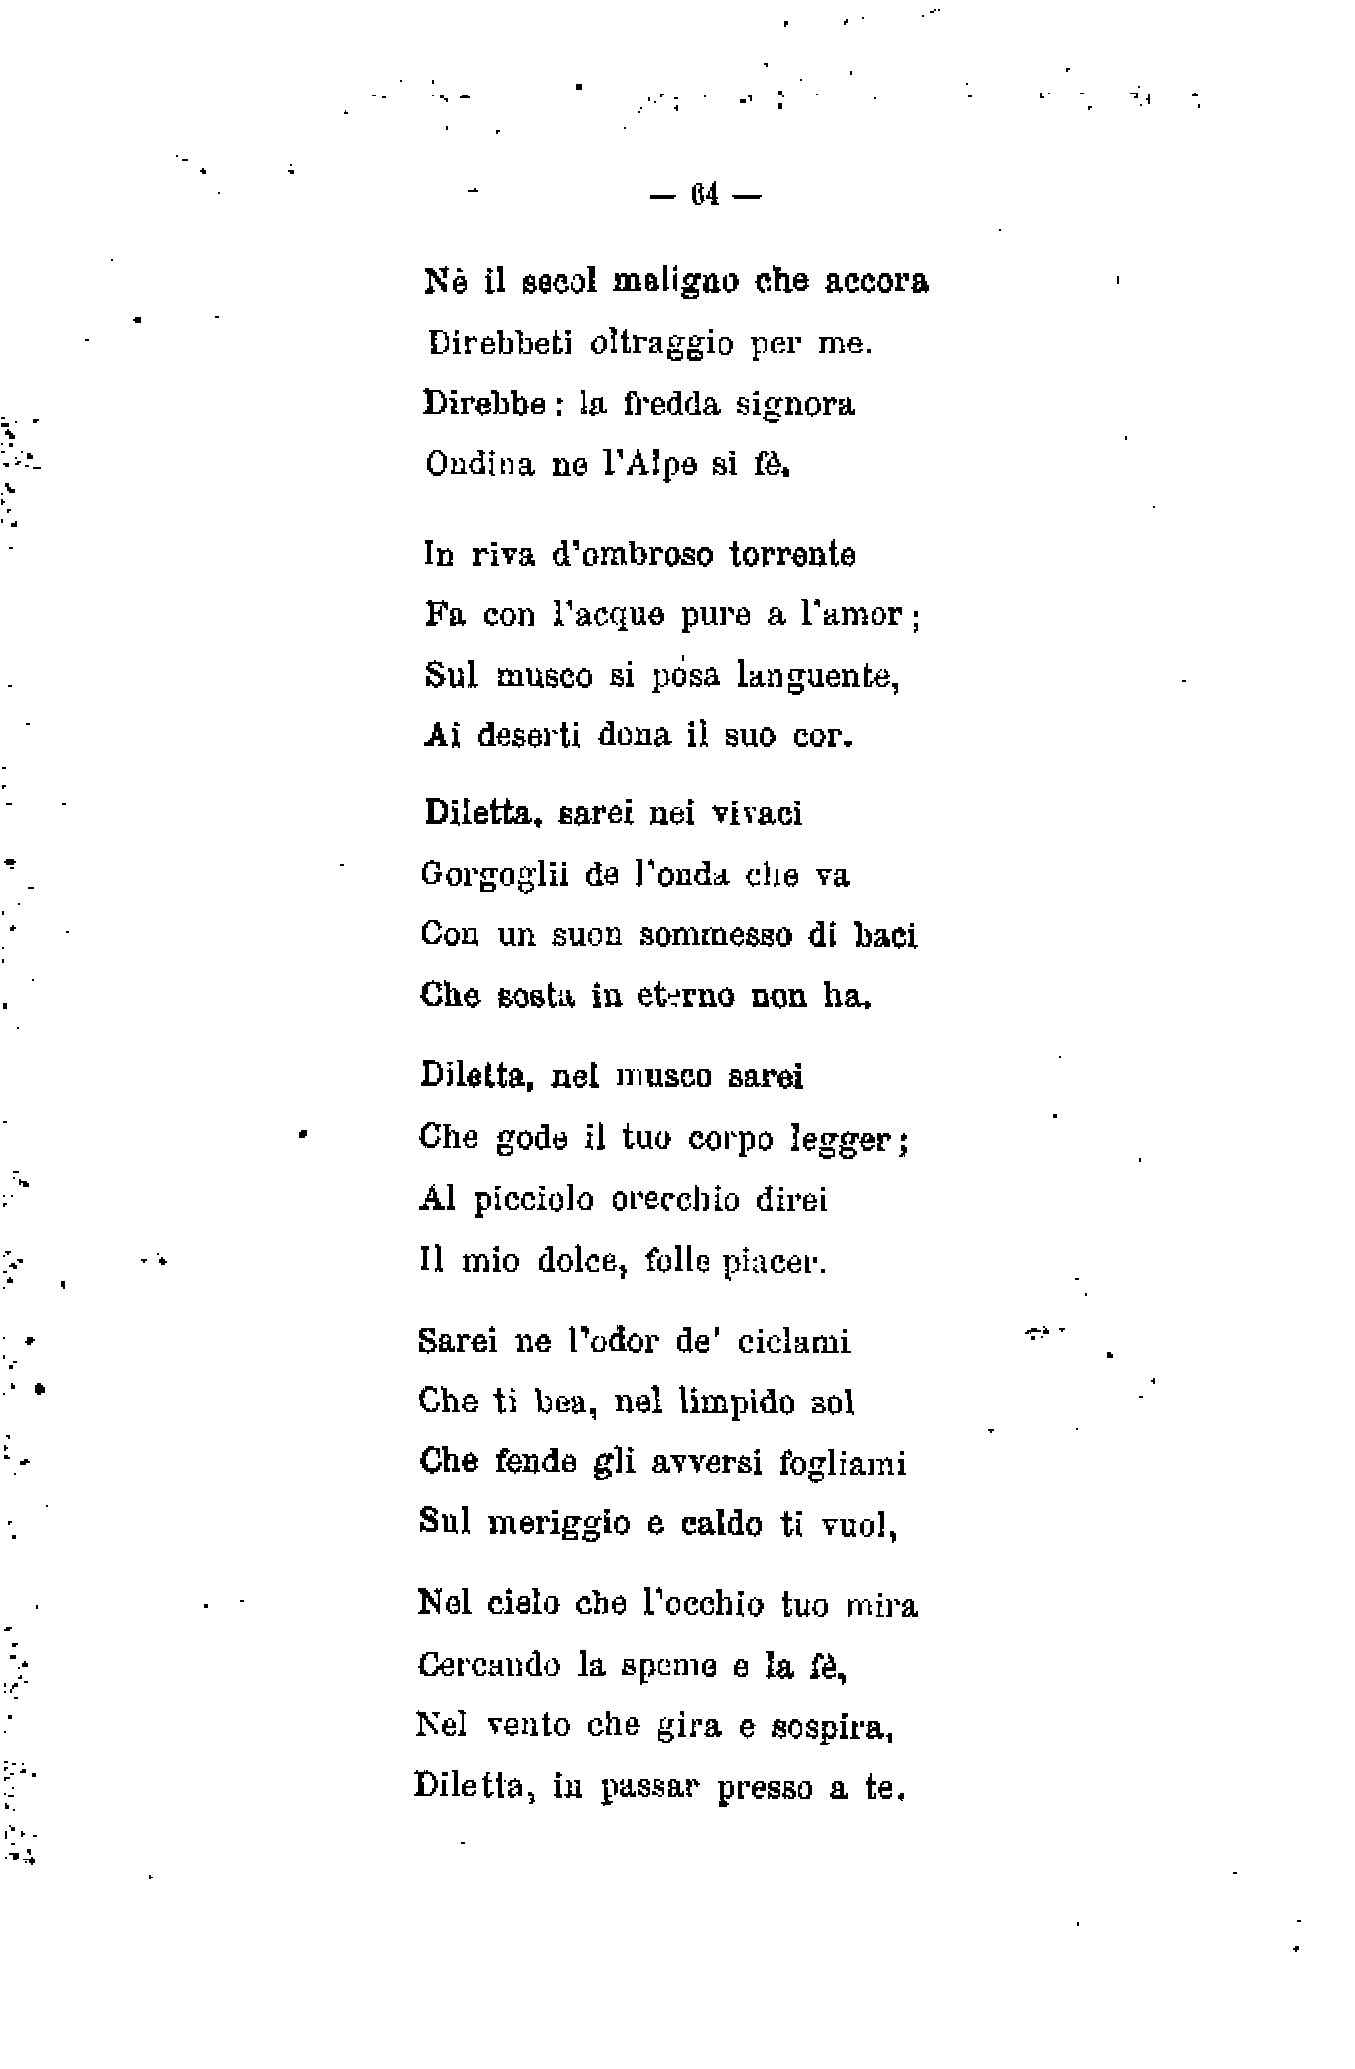 — 64 —
Nè il secol maligno che accora
Direbbeti oltraggio per me.
Direbbe: la fredda signora
Ondina ne l'Alpe si fè.
In riva d'ombroso torrente
Fa con l'acque pure a l'amor;
Sul musco si posa languente,
Ai deserti dona il suo cor.
Diletta, sarei nei vivaci
Gorgoglii de l'onda che va
Con un suon sommesso di baci
Che sosta in eterno non ha.
Diletta, nel musco sarei
Che gode il tuo corpo legger;
Al picciolo orecchio direi
Il mio dolce, folle piacer.
Sarei ne l'odor de' ciclami
Che ti bea, nel limpido sol
Che fende gli avversi fogliami
Sul meriggio e caldo ti vuol,
Nel cielo che l'occhio tuo mira
Cercando la speme e la fè,
Nel vento che gira e sospira,
Diletta, in passar presso a te.